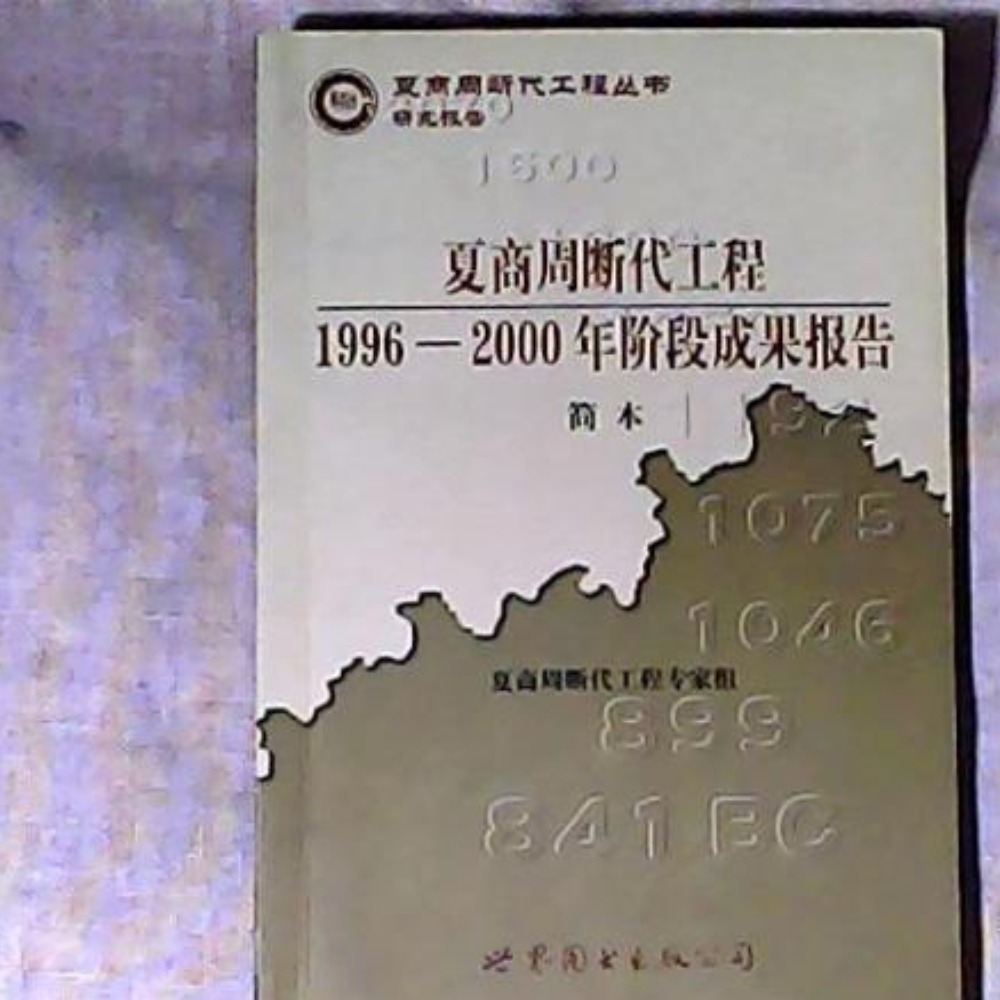 夏商周断代工程丛书
研究报告
1600
夏商周断代工程
1996—2000年阶段成果报告
简本
1075
1046
夏商周断代工程专家组
899
841 BC
世界图书出版公司